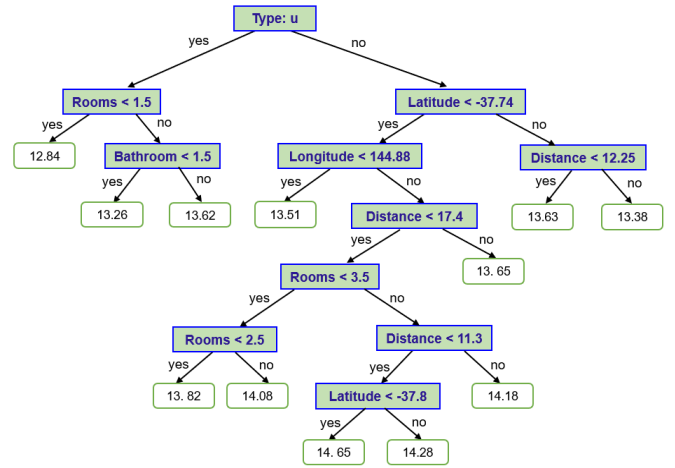 Type: u
yes
no
Rooms < 1.5
Latitude < -37.74
yes
no
yes
no
12.84
Bathroom < 1.5
Longitude < 144.88
Distance < 12.25
yes
no
yes
no
yes
no
13.26
13.62
13.51
Distance < 17.4
13.63
13.38
yes
no
Rooms < 3.5
13. 65
yes
no
Rooms < 2.5
Distance < 11.3
yes
no
yes
no
13. 82
14.08
Latitude < -37.8
14.18
yes
no
14. 65
14.28